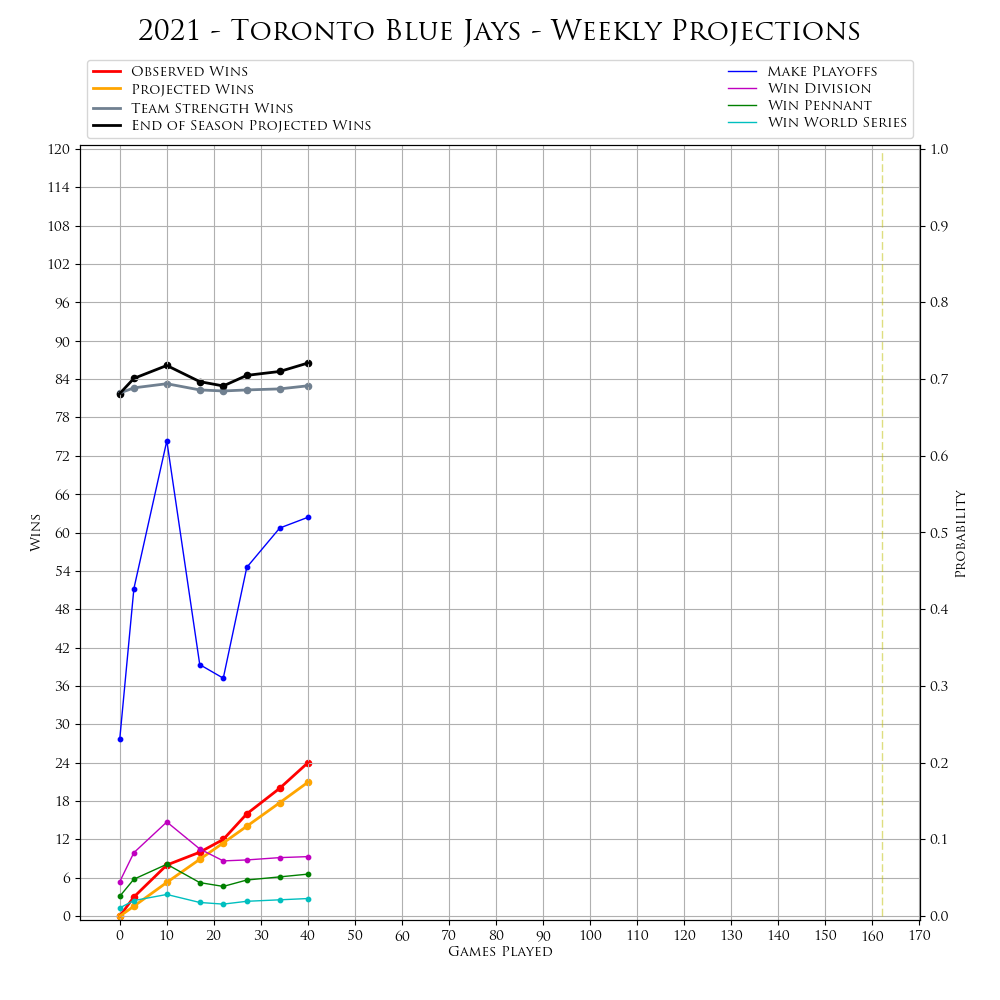 2021 - Toronto Blue Jays - Weekly Projections
Observed Wins
Projected Wins
Team Strength Wins
End of Season Projected Wins
Make Playoffs
Win Division
Win Pennant
Win World Series
120
114
108
102
96
90
84
78
72
66
60
54
48
42
36
30
24
18
12
6
0
Wins
1.0
0.9
0.8
0.7
0.6
0.5
0.4
0.3
0.2
0.1
0.0
Probability
0 10 20 30 40 50 60 70 80 90 100 110 120 130 140 150 160 170
Games Played